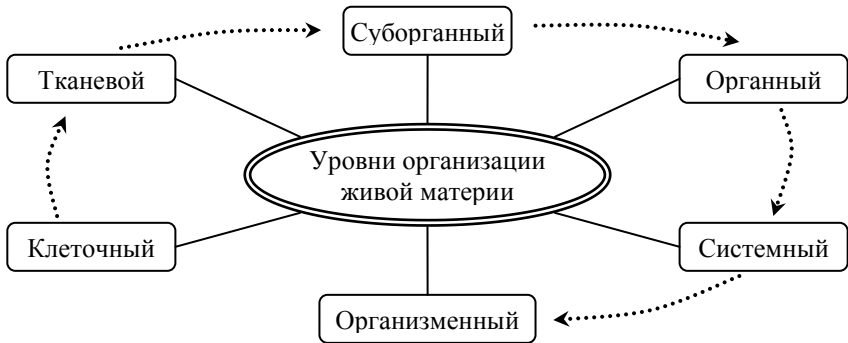 Суборганный
Тканевой
Органный
Уровни организации
живой материи
Клеточный
Системный
Организменный